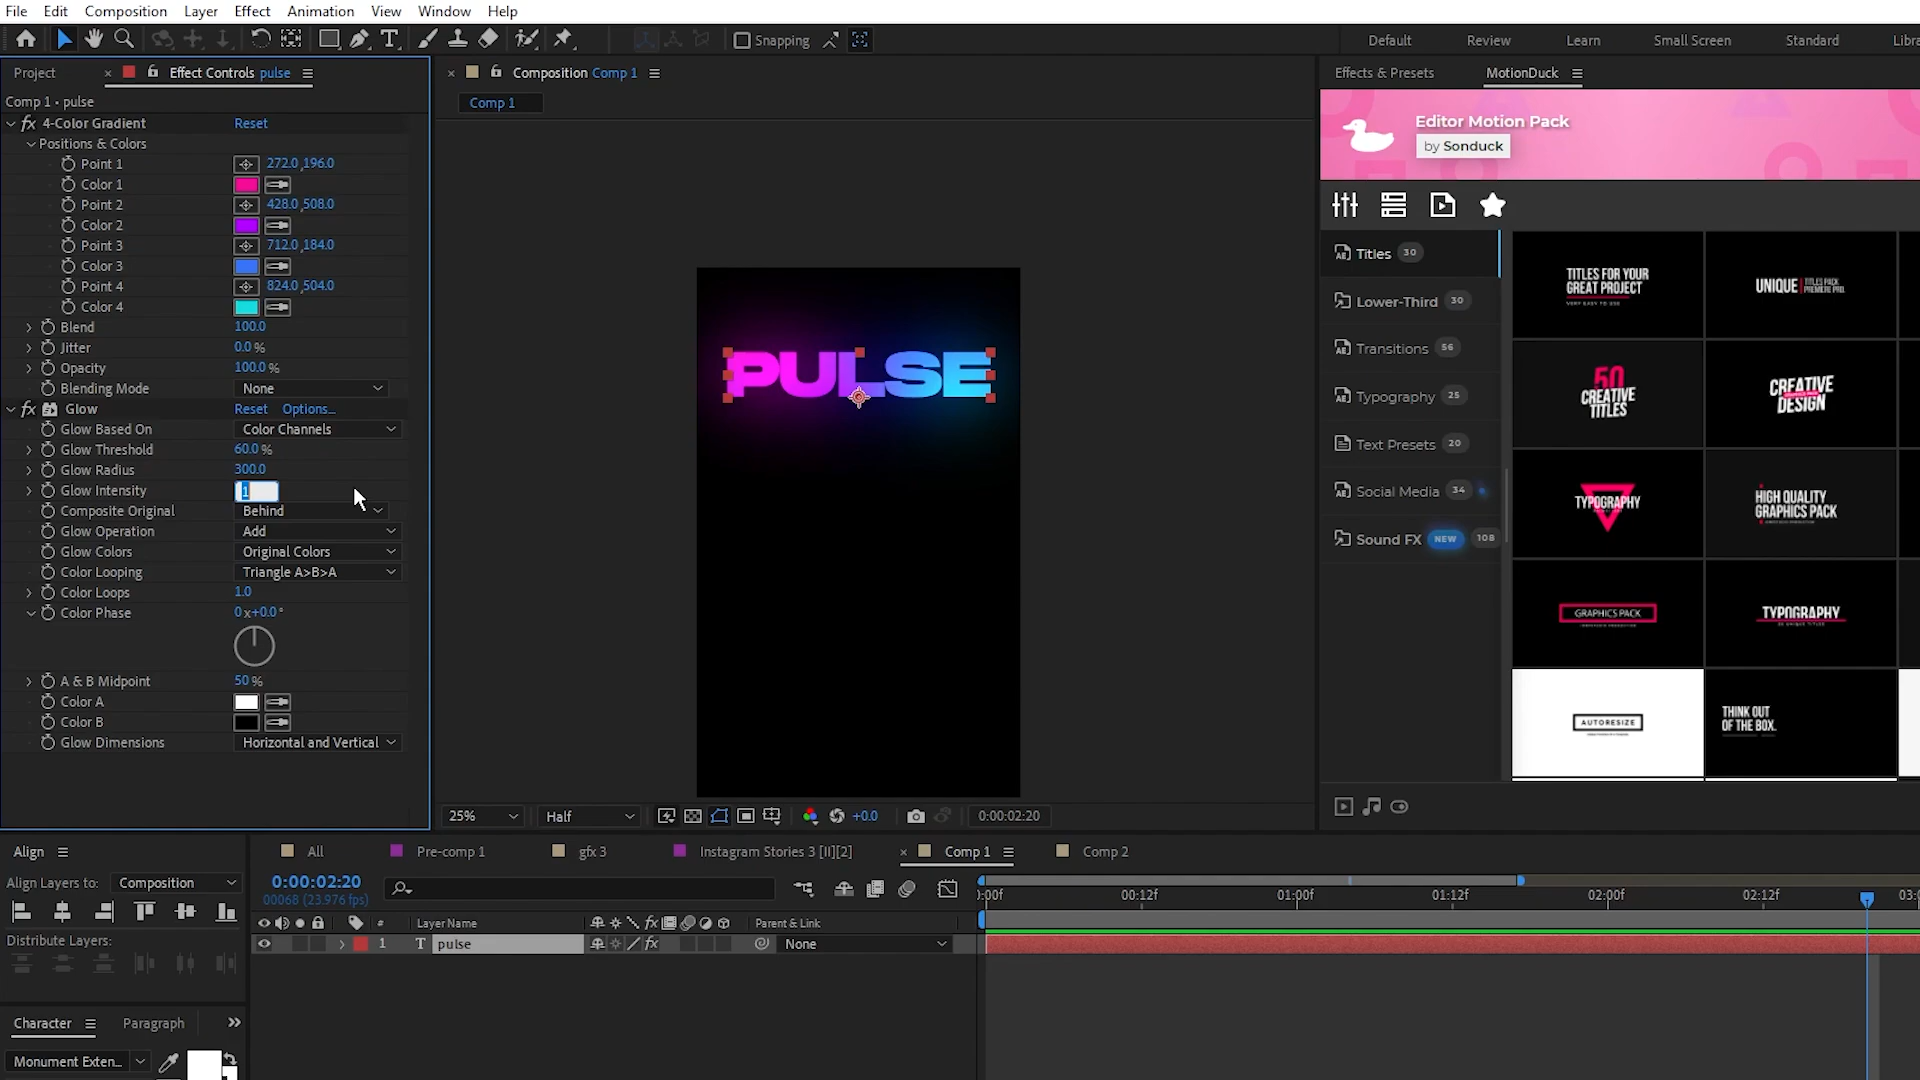 File Edit Composition Layer Effect Animation View Window Help
Snapping
Default Review Learn Small Screen Standard
Project
Effect Controls pulse
Composition Comp 1
Effects & Presets MotionDuck
Comp 1 • pulse
Comp 1
Editor Motion Pack
by Sonduck
fx 4-Color Gradient Reset
Positions & Colors
Point 1 272.0,196.0
Color 1
Point 2 428.0,508.0
Color 2
Point 3 712.0,184.0
Color 3
Point 4 824.0,504.0
Color 4
Blend 100.0
Jitter 0.0 %
Opacity 100.0 %
Blending Mode None
fx Glow Reset Options...
Glow Based On Color Channels
Glow Threshold 60.0 %
Glow Radius 300.0
Glow Intensity 1
Composite Original Behind
Glow Operation Add
Glow Colors Original Colors
Color Looping Triangle A>B>A
Color Loops 1.0
Color Phase 0x+0.0°
A & B Midpoint 50 %
Color A
Color B
Glow Dimensions Horizontal and Vertical
PULSE
Titles 30
Lower-Third 30
Transitions 56
Typography 25
Text Presets 20
Social Media 34
Sound FX NEW 108
TITLES FOR YOUR
GREAT PROJECT
UNIQUE
50
CREATIVE
TITLES
CREATIVE
DESIGN
TYPOGRAPHY
HIGH QUALITY
GRAPHICS PACK
GRAPHICS PACK
TYPOGRAPHY
AUTORESIZE
THINK OUT
OF THE BOX.
25% Half +0.0 0:00:02:20
Align
Align Layers to: Composition
Distribute Layers:
Character Paragraph
Monument Exten...
All Pre-comp 1 gfx 3 Instagram Stories 3 [II][2] Comp 1 Comp 2
0:00:02:20
00068 (23.976 fps)
00:12f 01:00f 01:12f 02:00f 02:12f
# Layer Name fx Parent & Link
1 T pulse fx None